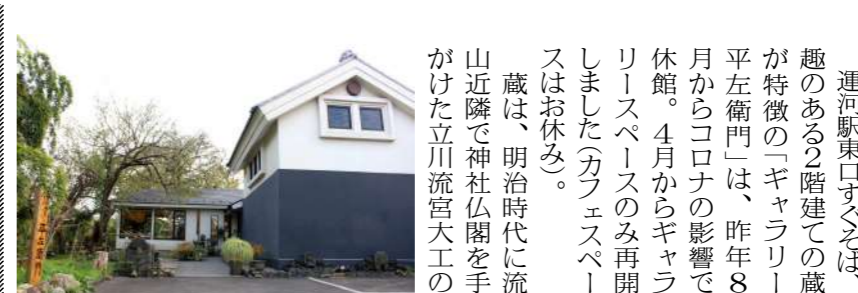 運河駅東口すぐそば、
趣のある2階建ての蔵
が特徴の「ギャラリー
平左衛門」は、昨年8
月からコロナの影響で
休館。4月からギャラ
リースペースのみ再開
しました(カフェスペー
スはお休み)。
蔵は、明治時代に流
山近隣で神社仏閣を手
がけた立川流宮大工の
平左衛門